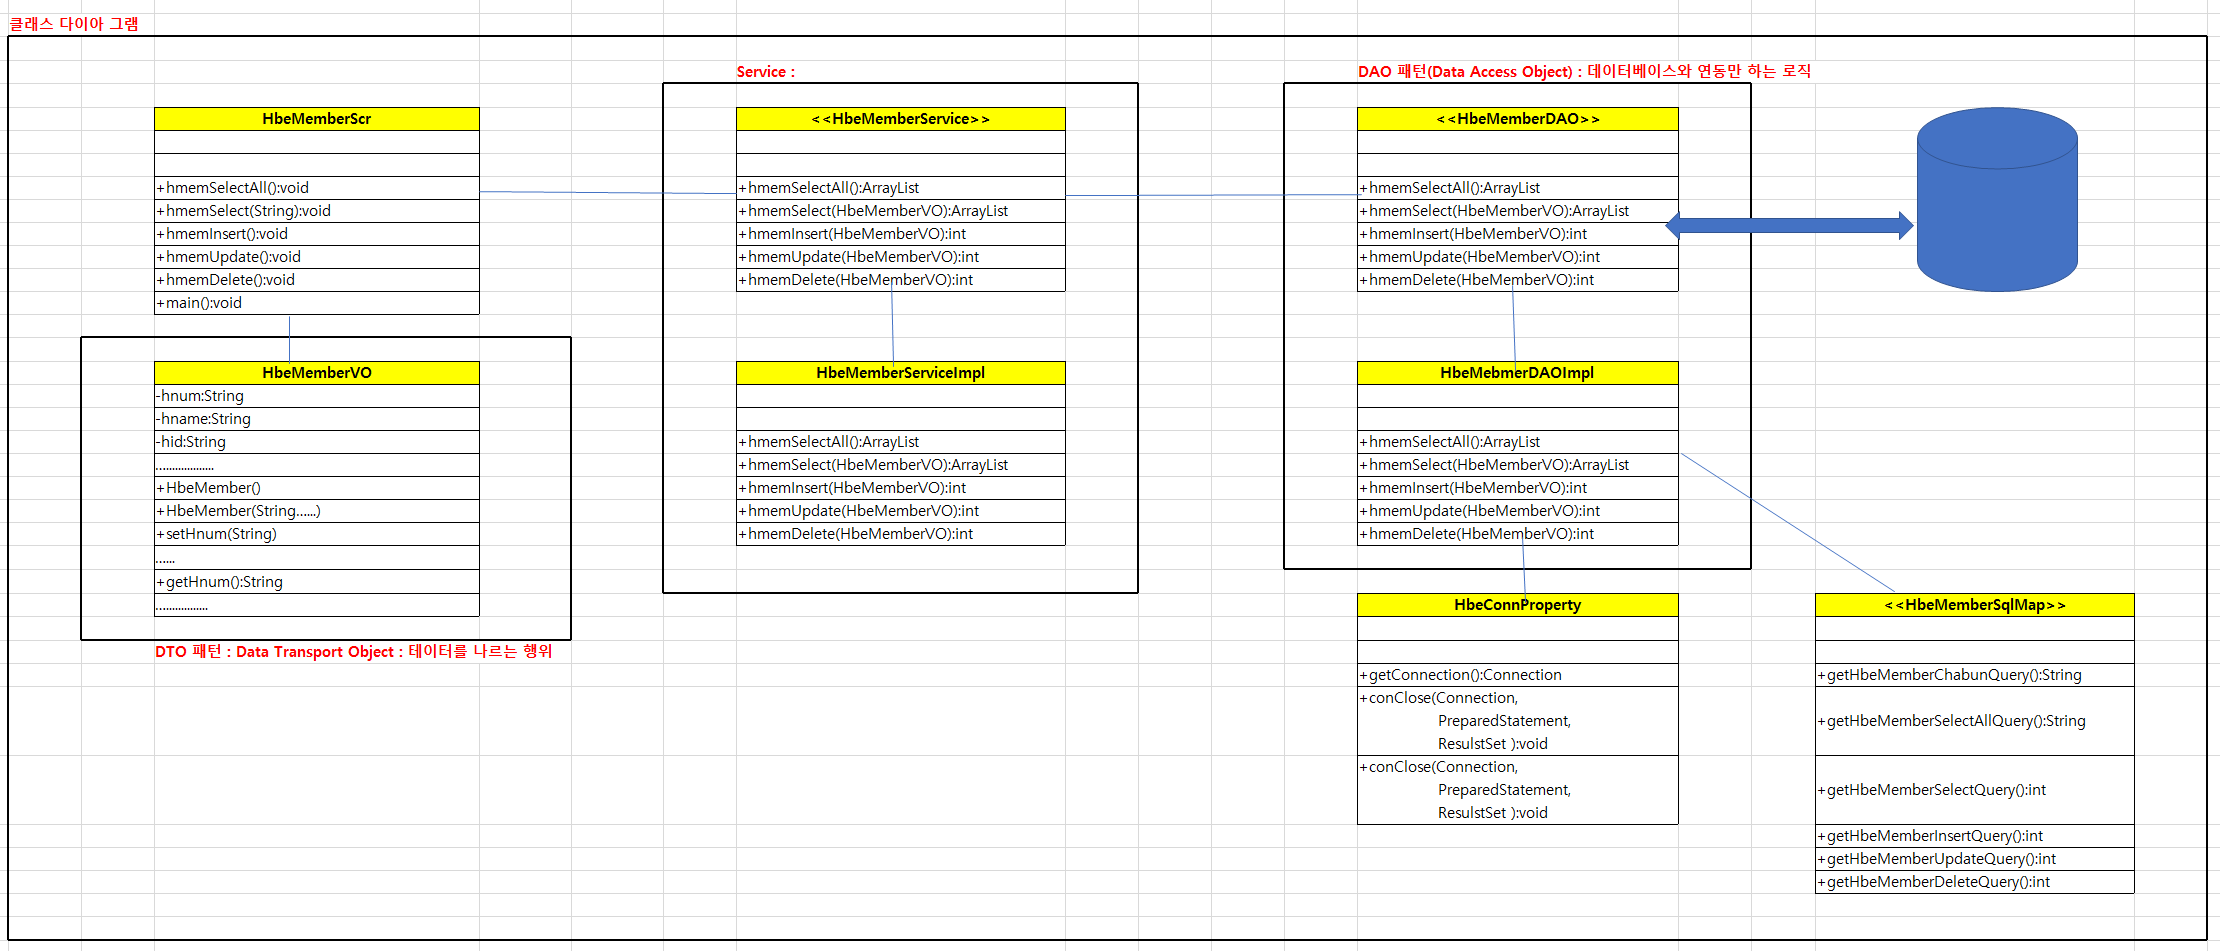 클래스 다이아 그램
Service :
DAO 패턴(Data Access Object) : 데이터베이스와 연동만 하는 로직
HbeMemberScr
+hmemSelectAll():void
+hmemSelect(String):void
+hmemInsert():void
+hmemUpdate():void
+hmemDelete():void
+main():void
<<HbeMemberService>>
+hmemSelectAll():ArrayList
+hmemSelect(HbeMemberVO):ArrayList
+hmemInsert(HbeMemberVO):int
+hmemUpdate(HbeMemberVO):int
+hmemDelete(HbeMemberVO):int
<<HbeMemberDAO>>
+hmemSelectAll():ArrayList
+hmemSelect(HbeMemberVO):ArrayList
+hmemInsert(HbeMemberVO):int
+hmemUpdate(HbeMemberVO):int
+hmemDelete(HbeMemberVO):int
HbeMemberVO
-hnum:String
-hname:String
-hid:String
...................
+HbeMember()
+HbeMember(String......)
+setHnum(String)
......
+getHnum():String
.................
DTO 패턴 : Data Transport Object : 테이터를 나르는 행위
HbeMemberServiceImpl
+hmemSelectAll():ArrayList
+hmemSelect(HbeMemberVO):ArrayList
+hmemInsert(HbeMemberVO):int
+hmemUpdate(HbeMemberVO):int
+hmemDelete(HbeMemberVO):int
HbeMebmerDAOImpl
+hmemSelectAll():ArrayList
+hmemSelect(HbeMemberVO):ArrayList
+hmemInsert(HbeMemberVO):int
+hmemUpdate(HbeMemberVO):int
+hmemDelete(HbeMemberVO):int
HbeConnProperty
+getConnection():Connection
+conClose(Connection,
PreparedStatement,
ResulstSet ):void
+conClose(Connection,
PreparedStatement,
ResulstSet ):void
<<HbeMemberSqlMap>>
+getHbeMemberChabunQuery():String
+getHbeMemberSelectAllQuery():String
+getHbeMemberSelectQuery():int
+getHbeMemberInsertQuery():int
+getHbeMemberUpdateQuery():int
+getHbeMemberDeleteQuery():int